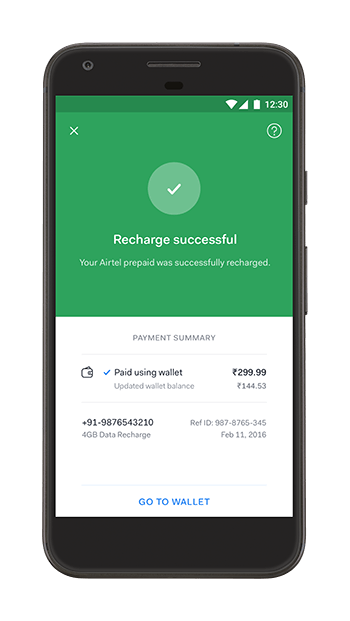 12:30
Recharge successful
Your Airtel prepaid was successfully recharged.
PAYMENT SUMMARY
Paid using wallet ₹299.99
Updated wallet balance ₹144.53
+91-9876543210 Ref ID: 987-8765-345
4GB Data Recharge Feb 11, 2016
GO TO WALLET